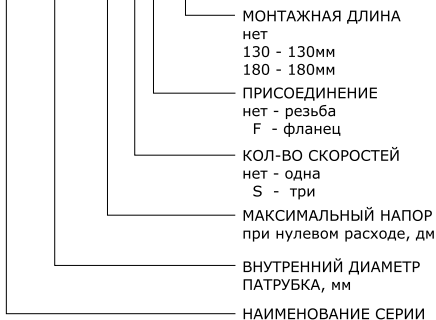 МОНТАЖНАЯ ДЛИНА
нет
130 - 130мм
180 - 180мм
ПРИСОЕДИНЕНИЕ
нет - резьба
F - фланец
КОЛ-ВО СКОРОСТЕЙ
нет - одна
S - три
МАКСИМАЛЬНЫЙ НАПОР
при нулевом расходе, дм
ВНУТРЕННИЙ ДИАМЕТР
ПАТРУБКА, мм
НАИМЕНОВАНИЕ СЕРИИ